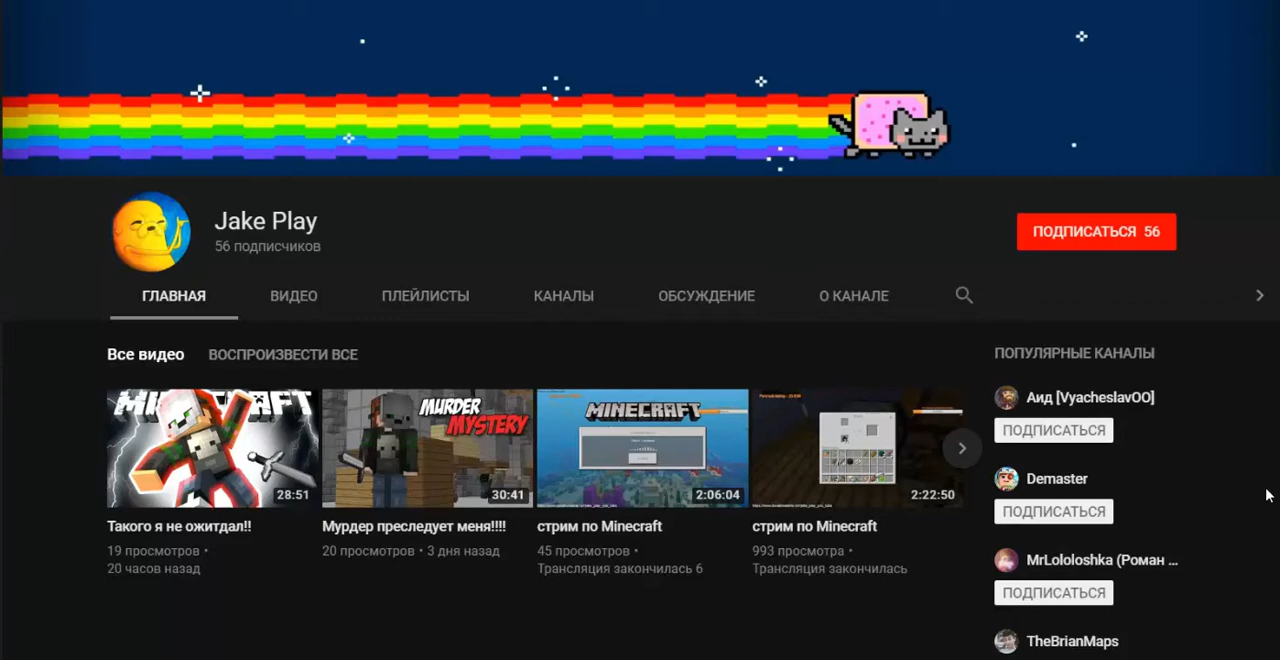 Jake Play
56 подписчиков
ПОДПИСАТЬСЯ 56
ГЛАВНАЯ
ВИДЕО
ПЛЕЙЛИСТЫ
КАНАЛЫ
ОБСУЖДЕНИЕ
О КАНАЛЕ
Все видео
ВОСПРОИЗВЕСТИ ВСЕ
MINECRAFT
28:51
Такого я не ожитдал!!
19 просмотров •
20 часов назад
MURDER
MYSTERY
30:41
Мурдер преследует меня!!!!
20 просмотров • 3 дня назад
MINECRAFT
2:06:04
стрим по Minecraft
45 просмотров •
Трансляция закончилась 6
2:22:50
стрим по Minecraft
993 просмотра •
Трансляция закончилась
ПОПУЛЯРНЫЕ КАНАЛЫ
Аид [VyacheslavOO]
ПОДПИСАТЬСЯ
Demaster
ПОДПИСАТЬСЯ
MrLololoshka (Роман ...
ПОДПИСАТЬСЯ
TheBrianMaps